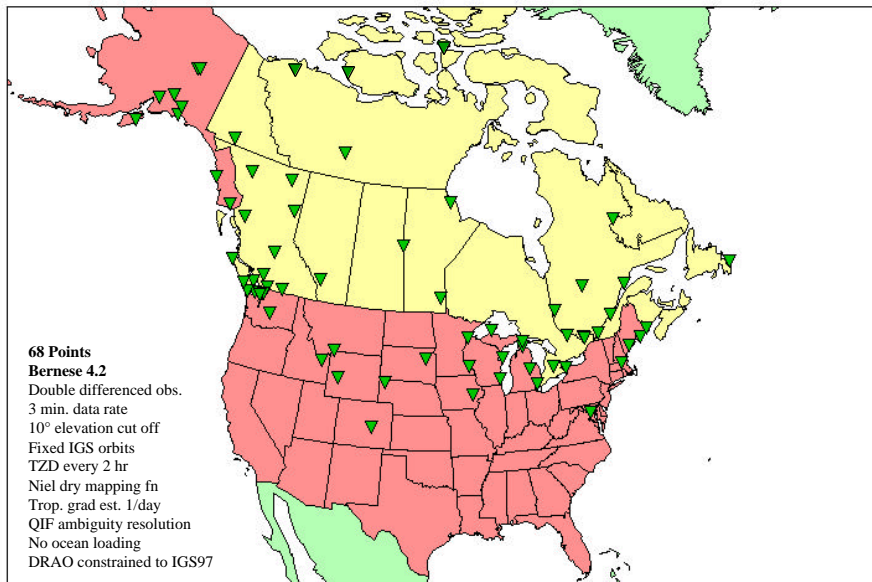 68 Points
Bernese 4.2
Double differenced obs.
3 min. data rate
10° elevation cut off
Fixed IGS orbits
TZD every 2 hr
Niel dry mapping fn
Trop. grad est. 1/day
QIF ambiguity resolution
No ocean loading
DRAO constrained to IGS97